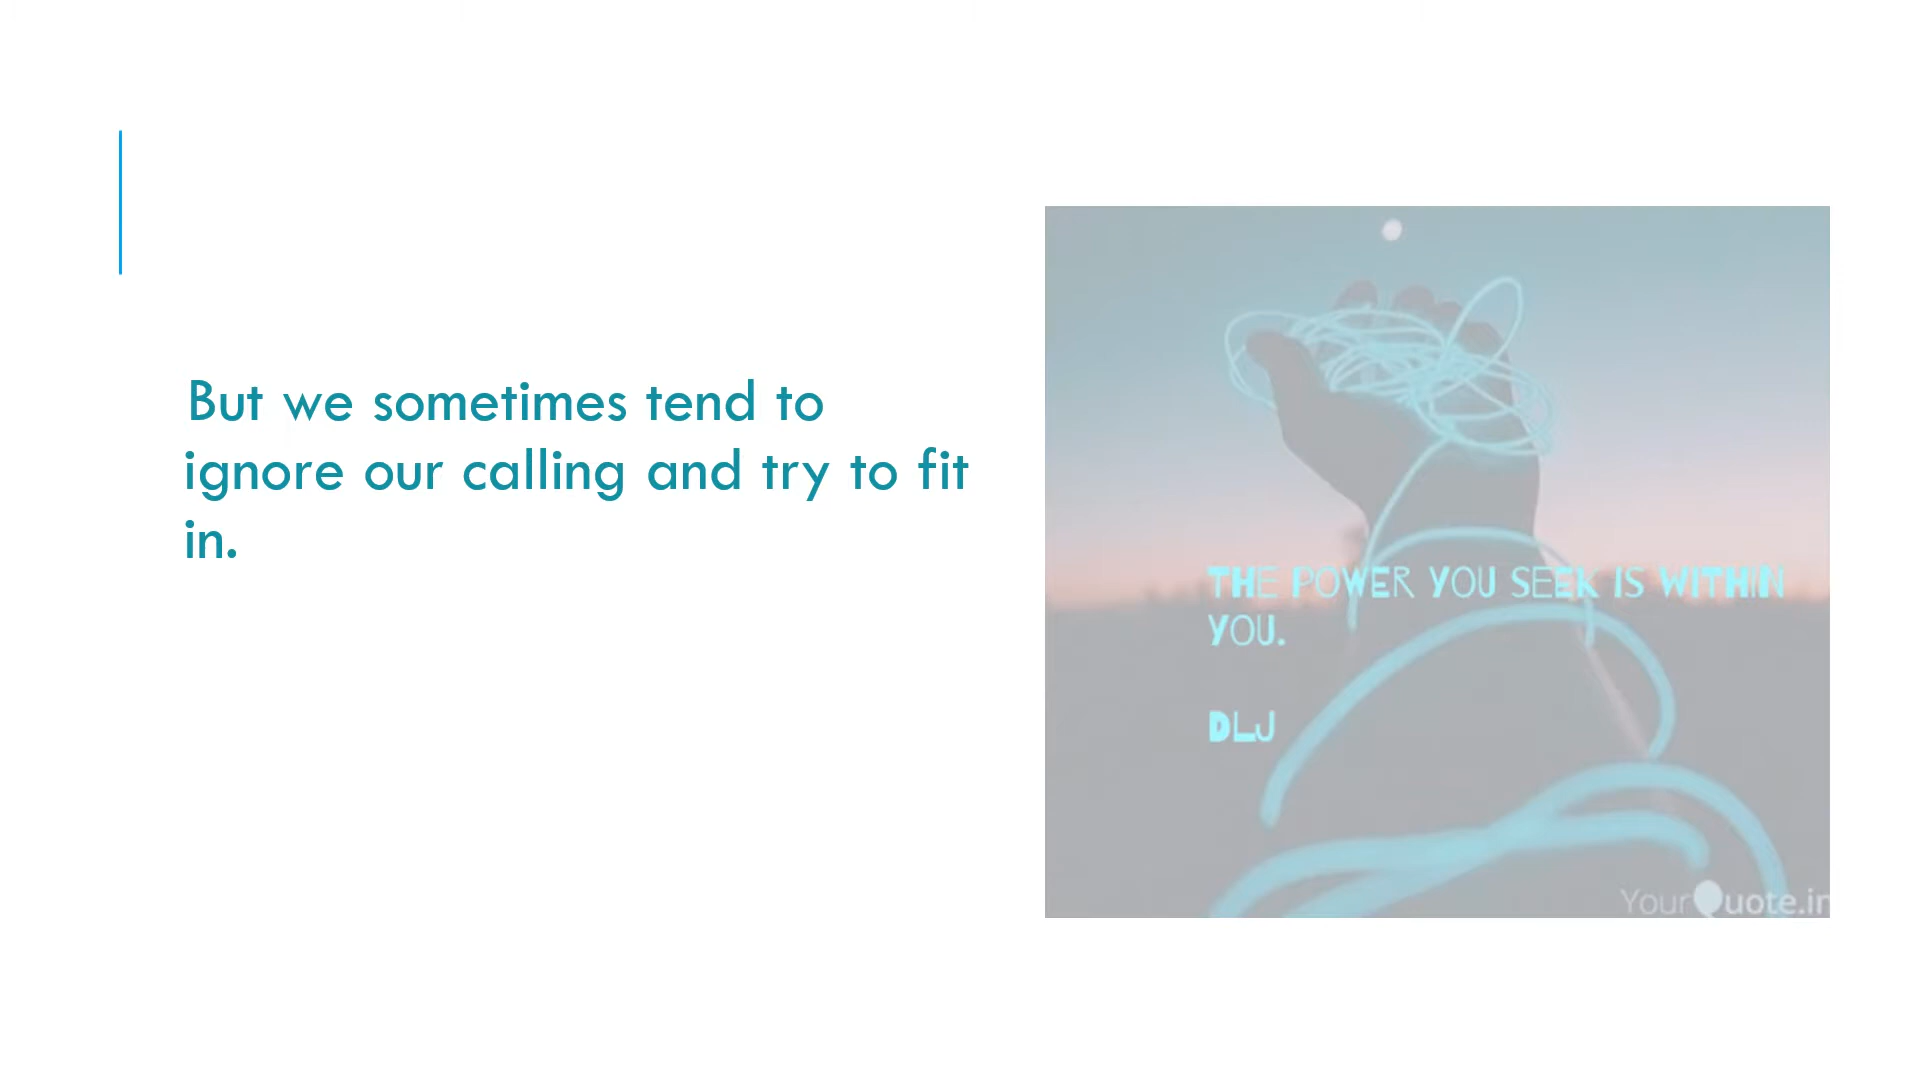 But we sometimes tend to
ignore our calling and try to fit
in.
THE POWER YOU SEEK IS WITHIN
YOU.
DLJ
YourQuote.in